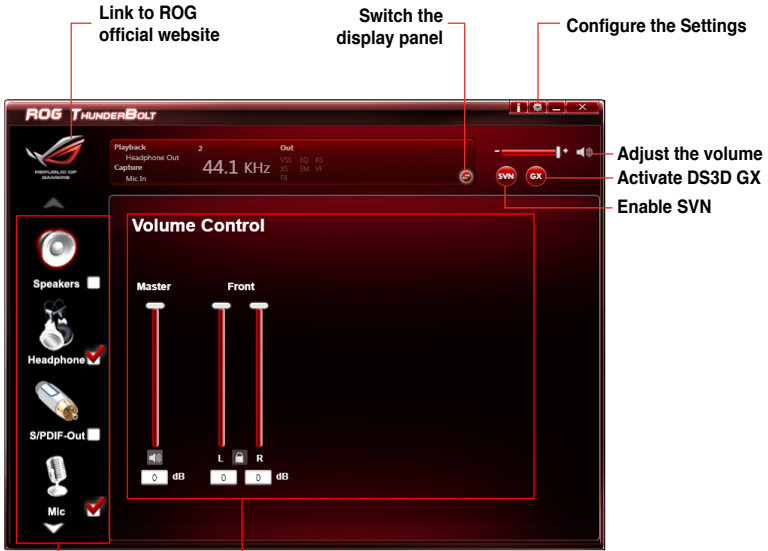 Link to ROG
official website
Switch the
display panel
Configure the Settings
ROG THUNDERBOLT
i
REPUBLIC OF
GAMERS
Playback 2 Out
Headphone Out
44.1 KHz
VSS EQ KS
Capture
XS EM VF
Mic In
FB
- +
SVN GX
Adjust the volume
Activate DS3D GX
Enable SVN
Volume Control
Master Front
Speakers
Headphone
S/PDIF-Out
Mic
L R
0 dB 0 0 dB